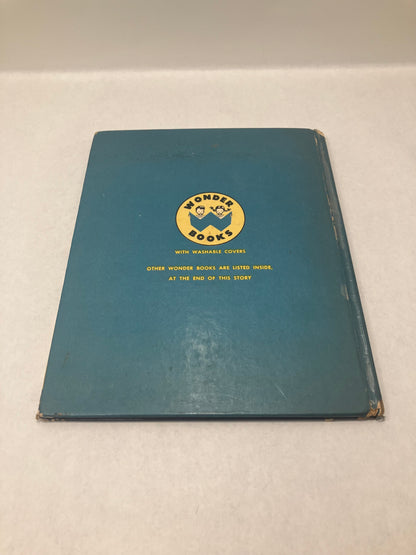 WONDER
BOOKS
WITH WASHABLE COVERS
OTHER WONDER BOOKS ARE LISTED INSIDE,
AT THE END OF THIS STORY